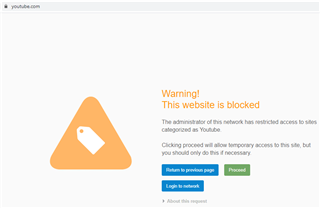 youtube.com
Warning!
This website is blocked
The administrator of this network has restricted access to sites
categorized as Youtube.
Clicking proceed will allow temporary access to this site, but
you should only do this if necessary.
Return to previous page Proceed
Login to network
> About this request